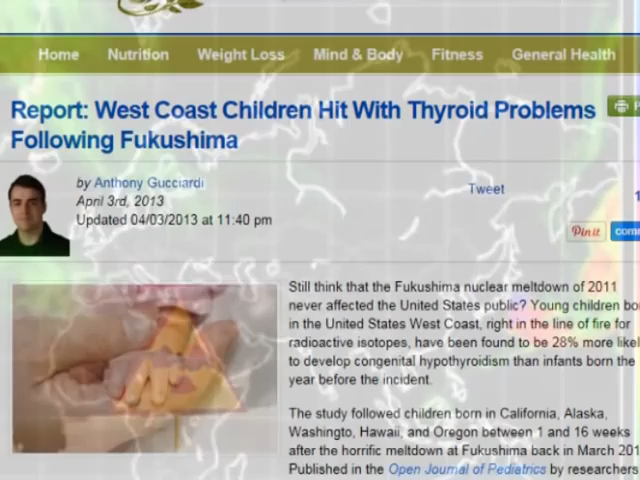 Home Nutrition Weight Loss Mind & Body Fitness General Health
Report: West Coast Children Hit With Thyroid Problems
Following Fukushima
by Anthony Gucciardi
April 3rd, 2013
Updated 04/03/2013 at 11:40 pm
Tweet
Pin it
Still think that the Fukushima nuclear meltdown of 2011
never affected the United States public? Young children
in the United States West Coast, right in the line of fire for
radioactive isotopes, have been found to be 28% more
to develop congenital hypothyroidism than infants born the
year before the incident.
The study followed children born in California, Alaska,
Washingto, Hawaii, and Oregon between 1 and 16 weeks
after the horrific meltdown at Fukushima back in March
Published in the Open Journal of Pediatrics by researchers